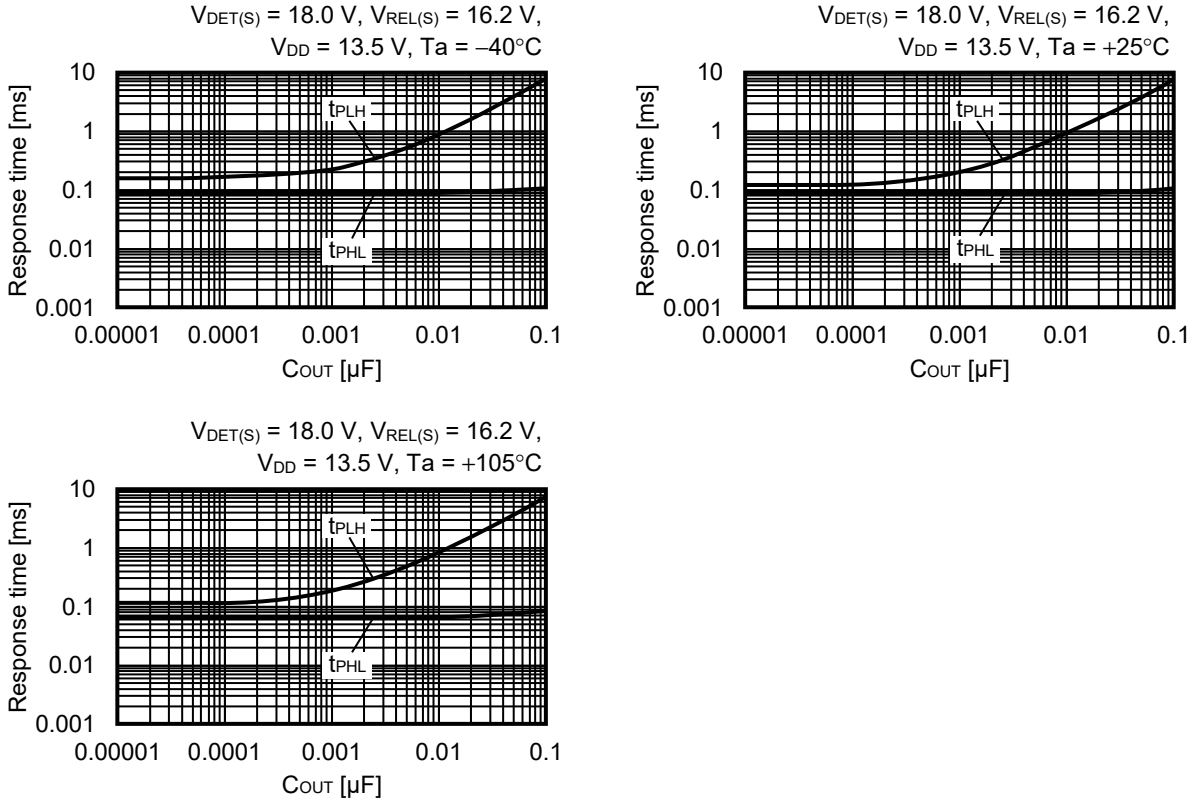 VDET(S) = 18.0 V, VREL(S) = 16.2 V,
VDD = 13.5 V, Ta = −40°C
Response time [ms]
10
1
0.1
0.01
0.001
tPLH
tPHL
0.00001 0.0001 0.001 0.01 0.1
COUT [µF]
VDET(S) = 18.0 V, VREL(S) = 16.2 V,
VDD = 13.5 V, Ta = +25°C
Response time [ms]
10
1
0.1
0.01
0.001
tPLH
tPHL
0.00001 0.0001 0.001 0.01 0.1
COUT [µF]
VDET(S) = 18.0 V, VREL(S) = 16.2 V,
VDD = 13.5 V, Ta = +105°C
Response time [ms]
10
1
0.1
0.01
0.001
tPLH
tPHL
0.00001 0.0001 0.001 0.01 0.1
COUT [µF]